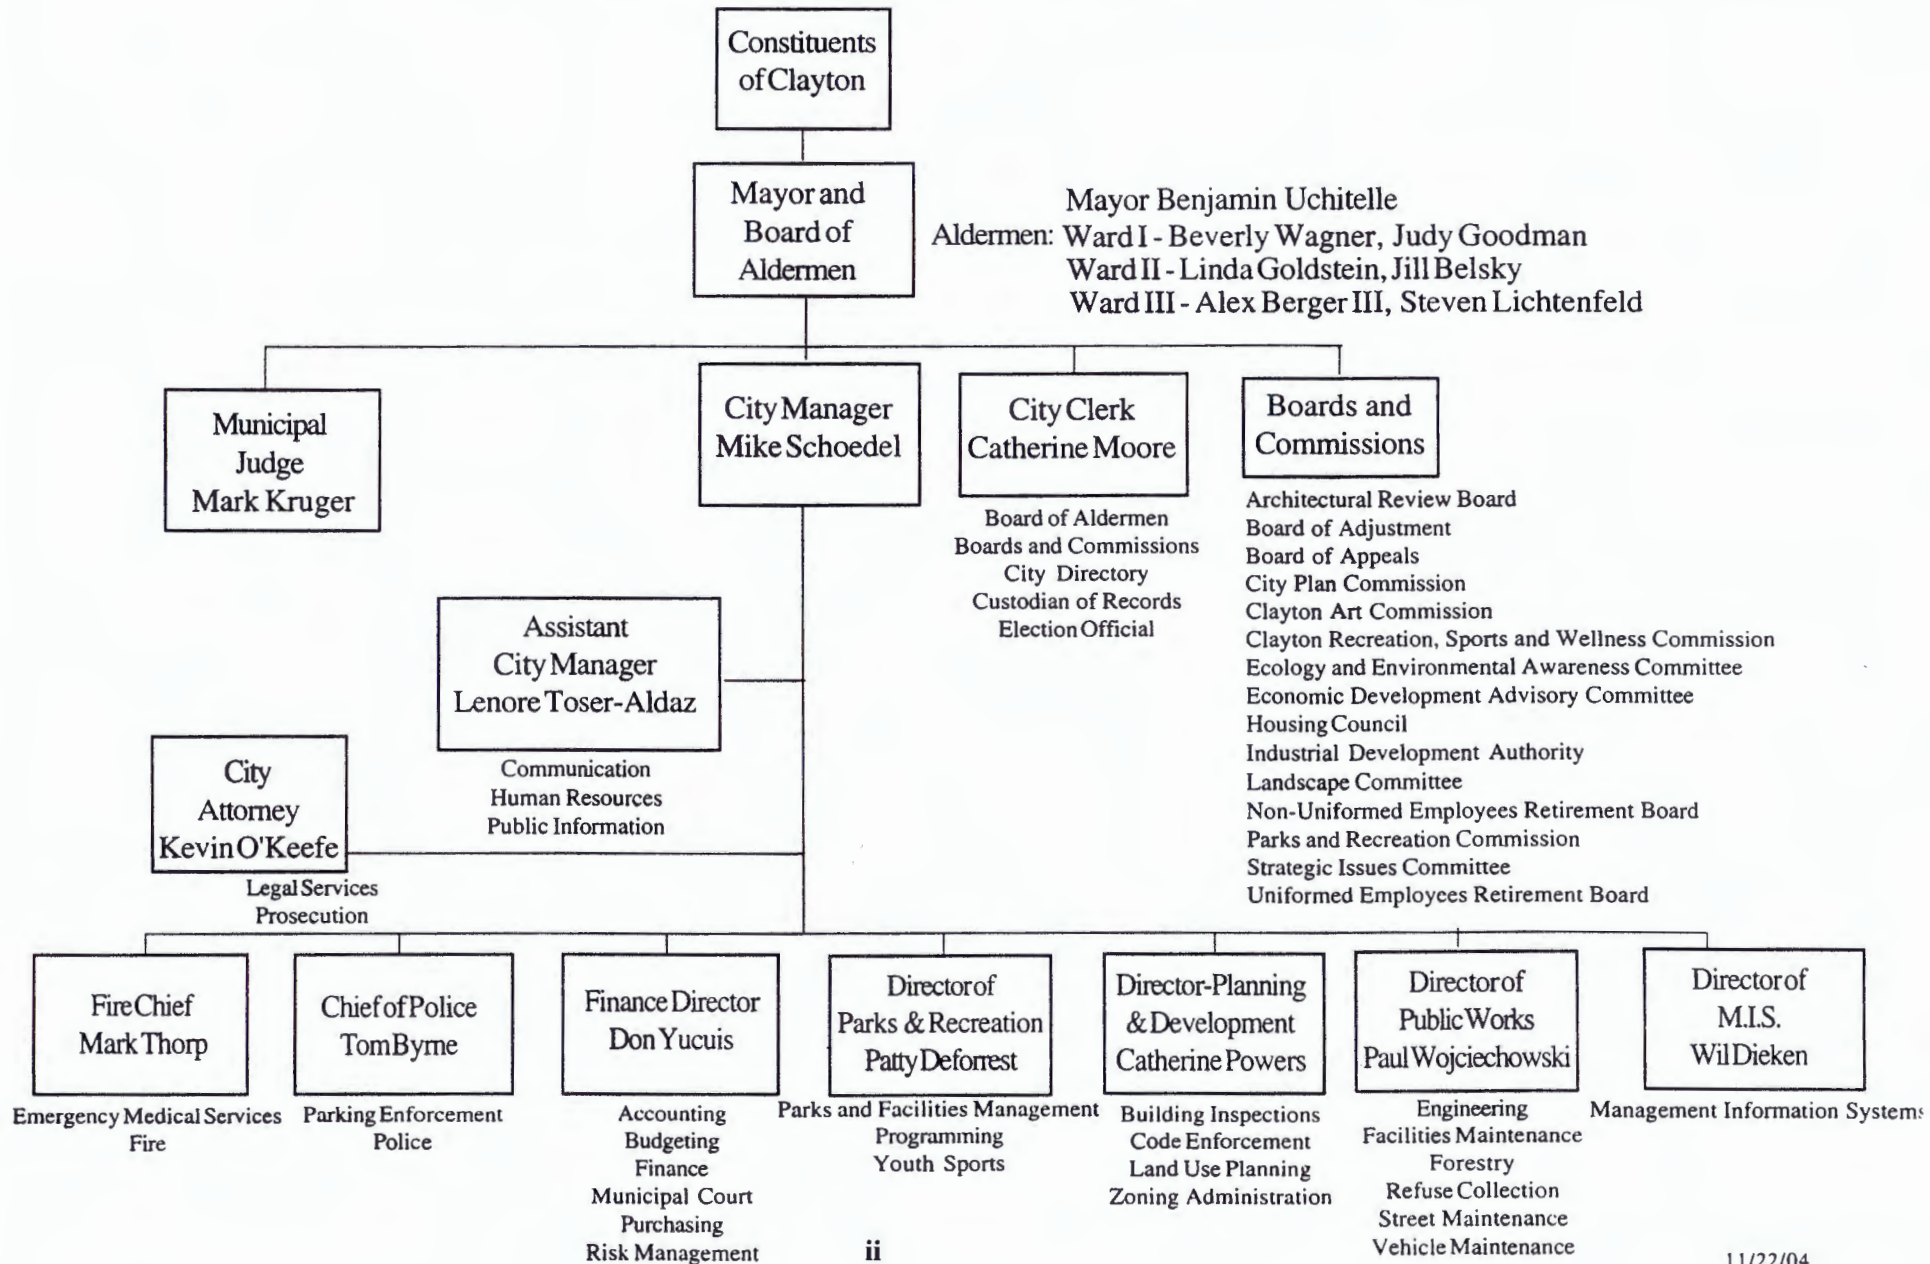 Constituents
of Clayton
Mayor and
Board of
Aldermen
Mayor Benjamin Uchitelle
Aldermen: Ward I - Beverly Wagner, Judy Goodman
Ward II - Linda Goldstein, Jill Belsky
Ward III - Alex Berger III, Steven Lichtenfeld
Municipal
Judge
Mark Kruger
City Manager
Mike Schoedel
City Clerk
Catherine Moore
Board of Aldermen
Boards and Commissions
City Directory
Custodian of Records
Election Official
Boards and
Commissions
Architectural Review Board
Board of Adjustment
Board of Appeals
City Plan Commission
Clayton Art Commission
Clayton Recreation, Sports and Wellness Commission
Ecology and Environmental Awareness Committee
Economic Development Advisory Committee
Housing Council
Industrial Development Authority
Landscape Committee
Non-Uniformed Employees Retirement Board
Parks and Recreation Commission
Strategic Issues Committee
Uniformed Employees Retirement Board
Assistant
City Manager
Lenore Toser-Aldaz
Communication
Human Resources
Public Information
City
Attorney
Kevin O'Keefe
Legal Services
Prosecution
Fire Chief
Mark Thorp
Emergency Medical Services
Fire
Chief of Police
Tom Byrne
Parking Enforcement
Police
Finance Director
Don Yucuis
Accounting
Budgeting
Finance
Municipal Court
Purchasing
Risk Management
Director of
Parks & Recreation
Patty Deforrest
Parks and Facilities Management
Programming
Youth Sports
Director-Planning
& Development
Catherine Powers
Building Inspections
Code Enforcement
Land Use Planning
Zoning Administration
Director of
Public Works
Paul Wojciechowski
Engineering
Facilities Maintenance
Forestry
Refuse Collection
Street Maintenance
Vehicle Maintenance
Director of
M.I.S.
Wil Dieken
Management Information Systems
ii
11/22/04